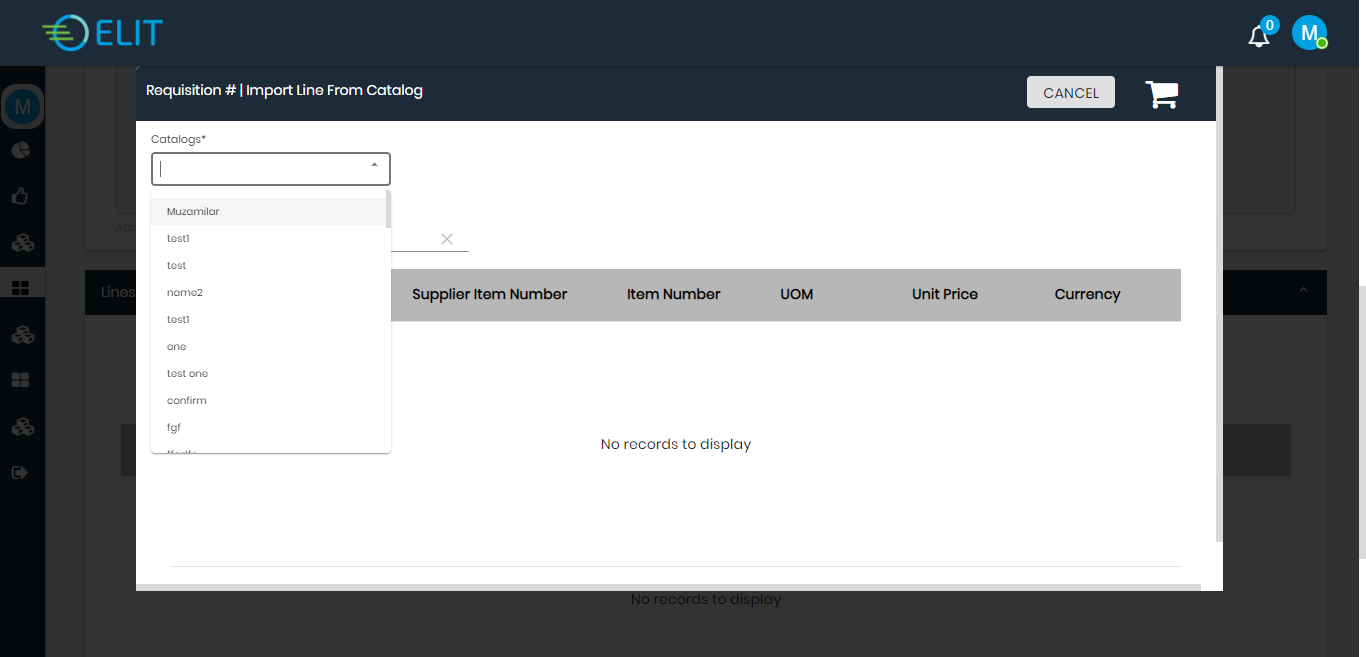 ELIT
0
M
M
Requisition # | Import Line From Catalog
CANCEL
Catalogs*
Muzamilar
test1
test
name2
test1
one
test one
confirm
fgf
Lines
Supplier Item Number
Item Number
UOM
Unit Price
Currency
No records to display
No records to display